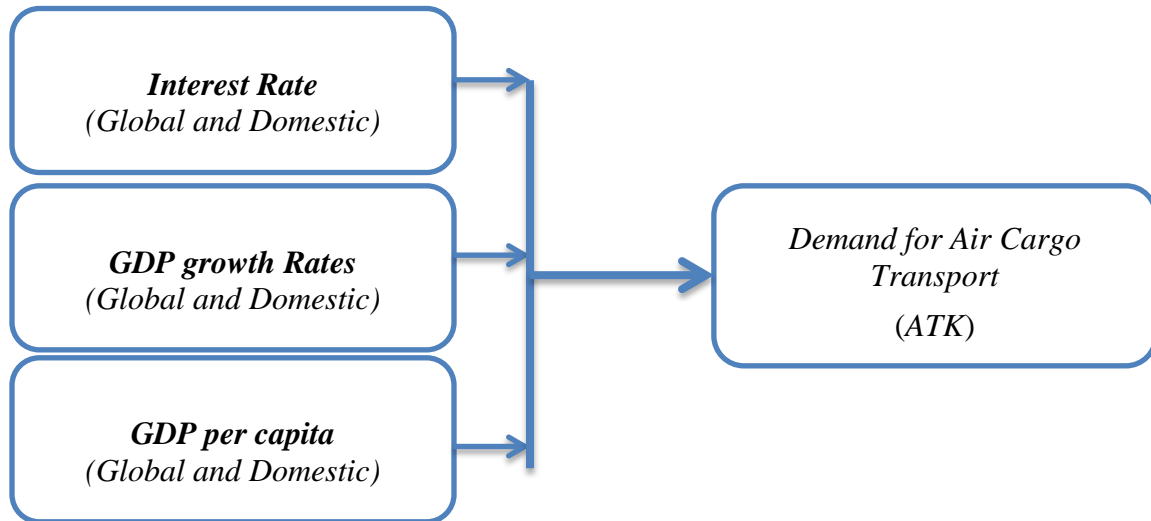 Interest Rate
(Global and Domestic)
GDP growth Rates
(Global and Domestic)
GDP per capita
(Global and Domestic)
Demand for Air Cargo
Transport
(ATK)